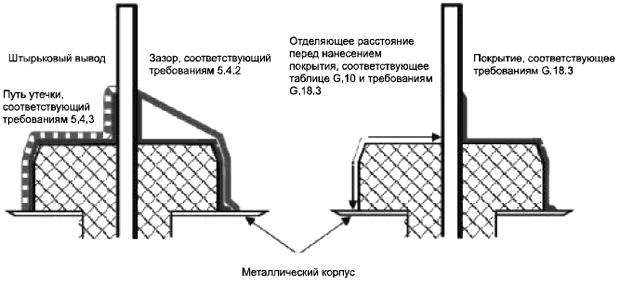 Штырьковый вывод
Зазор, соответствующий
требованиям 5.4.2
Путь утечки,
соответствующий
требованиям 5,4,3
Отделяющее расстояние
перед нанесением
покрытия, соответствующее
таблице G,10 и требованиям
G.18.3
Покрытие, соответствующее
требованиям G.18.3
Металлический корпус